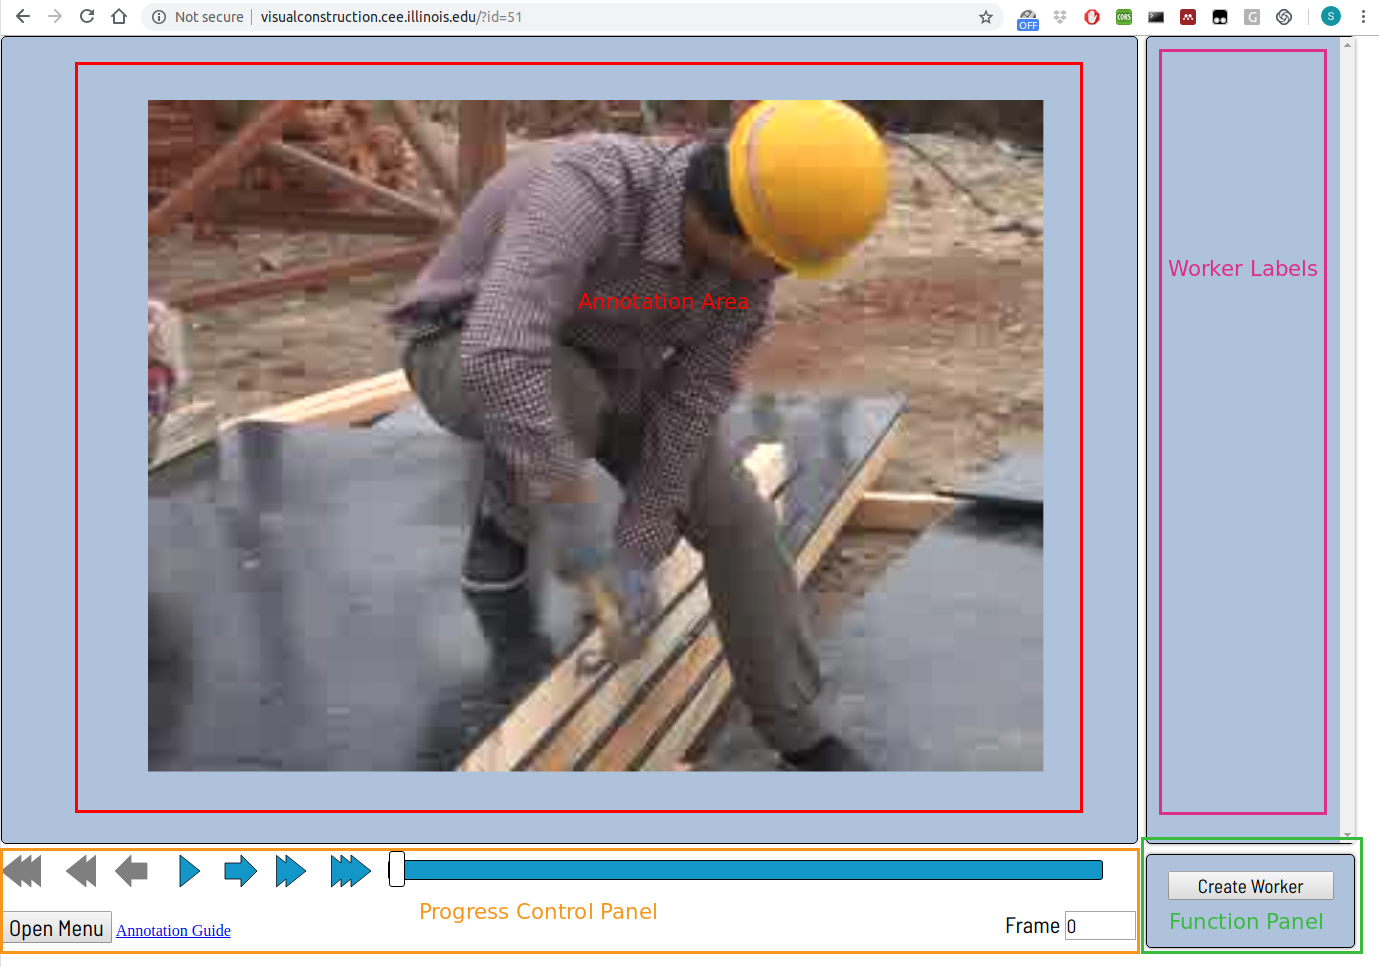 Not secure
visualconstruction.cee.illinois.edu/?id=51
OFF
CORS
G
S
Annotation Area
Worker Labels
Progress Control Panel
Open Menu
Annotation Guide
Frame 0
Create Worker
Function Panel